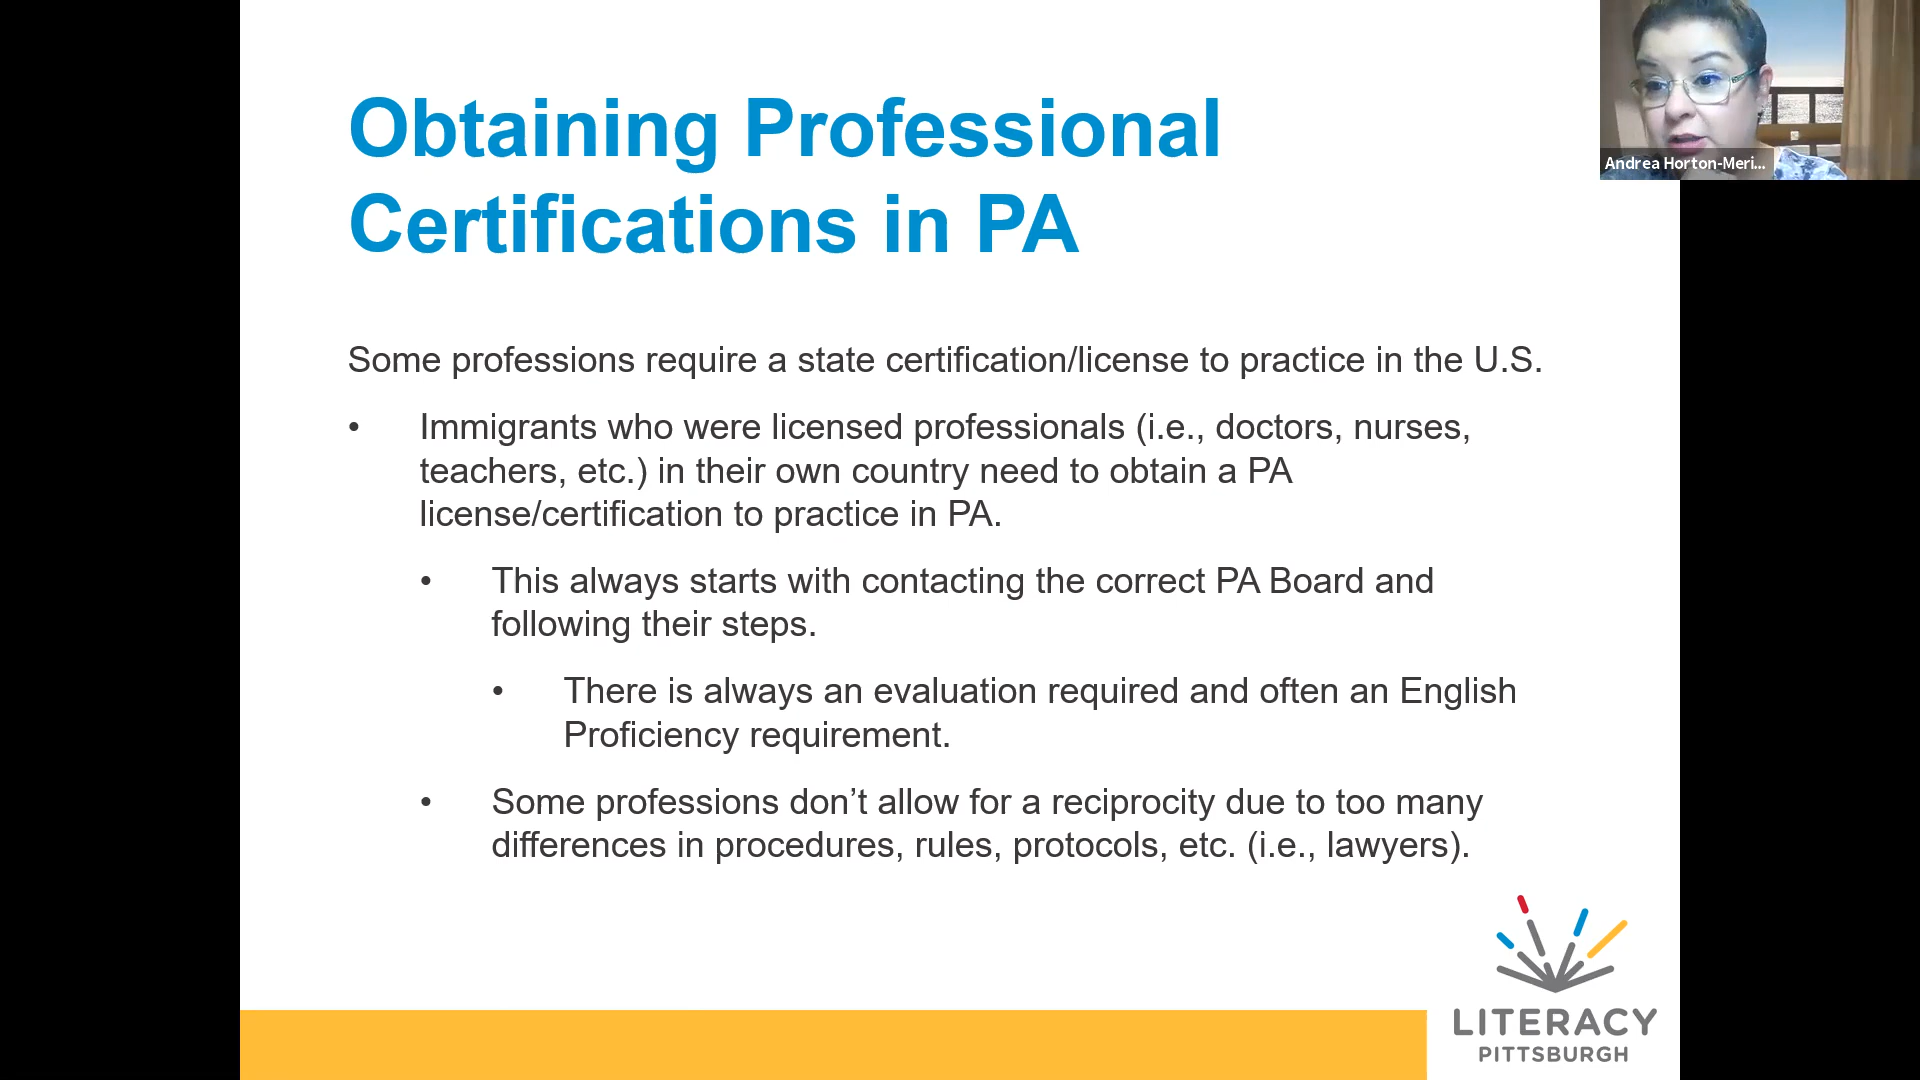 Obtaining Professional
Certifications in PA
Andrea Horton-Meri...
Some professions require a state certification/license to practice in the U.S.
• Immigrants who were licensed professionals (i.e., doctors, nurses,
teachers, etc.) in their own country need to obtain a PA
license/certification to practice in PA.
• This always starts with contacting the correct PA Board and
following their steps.
• There is always an evaluation required and often an English
Proficiency requirement.
• Some professions don’t allow for a reciprocity due to too many
differences in procedures, rules, protocols, etc. (i.e., lawyers).
LITERACY
PITTSBURGH